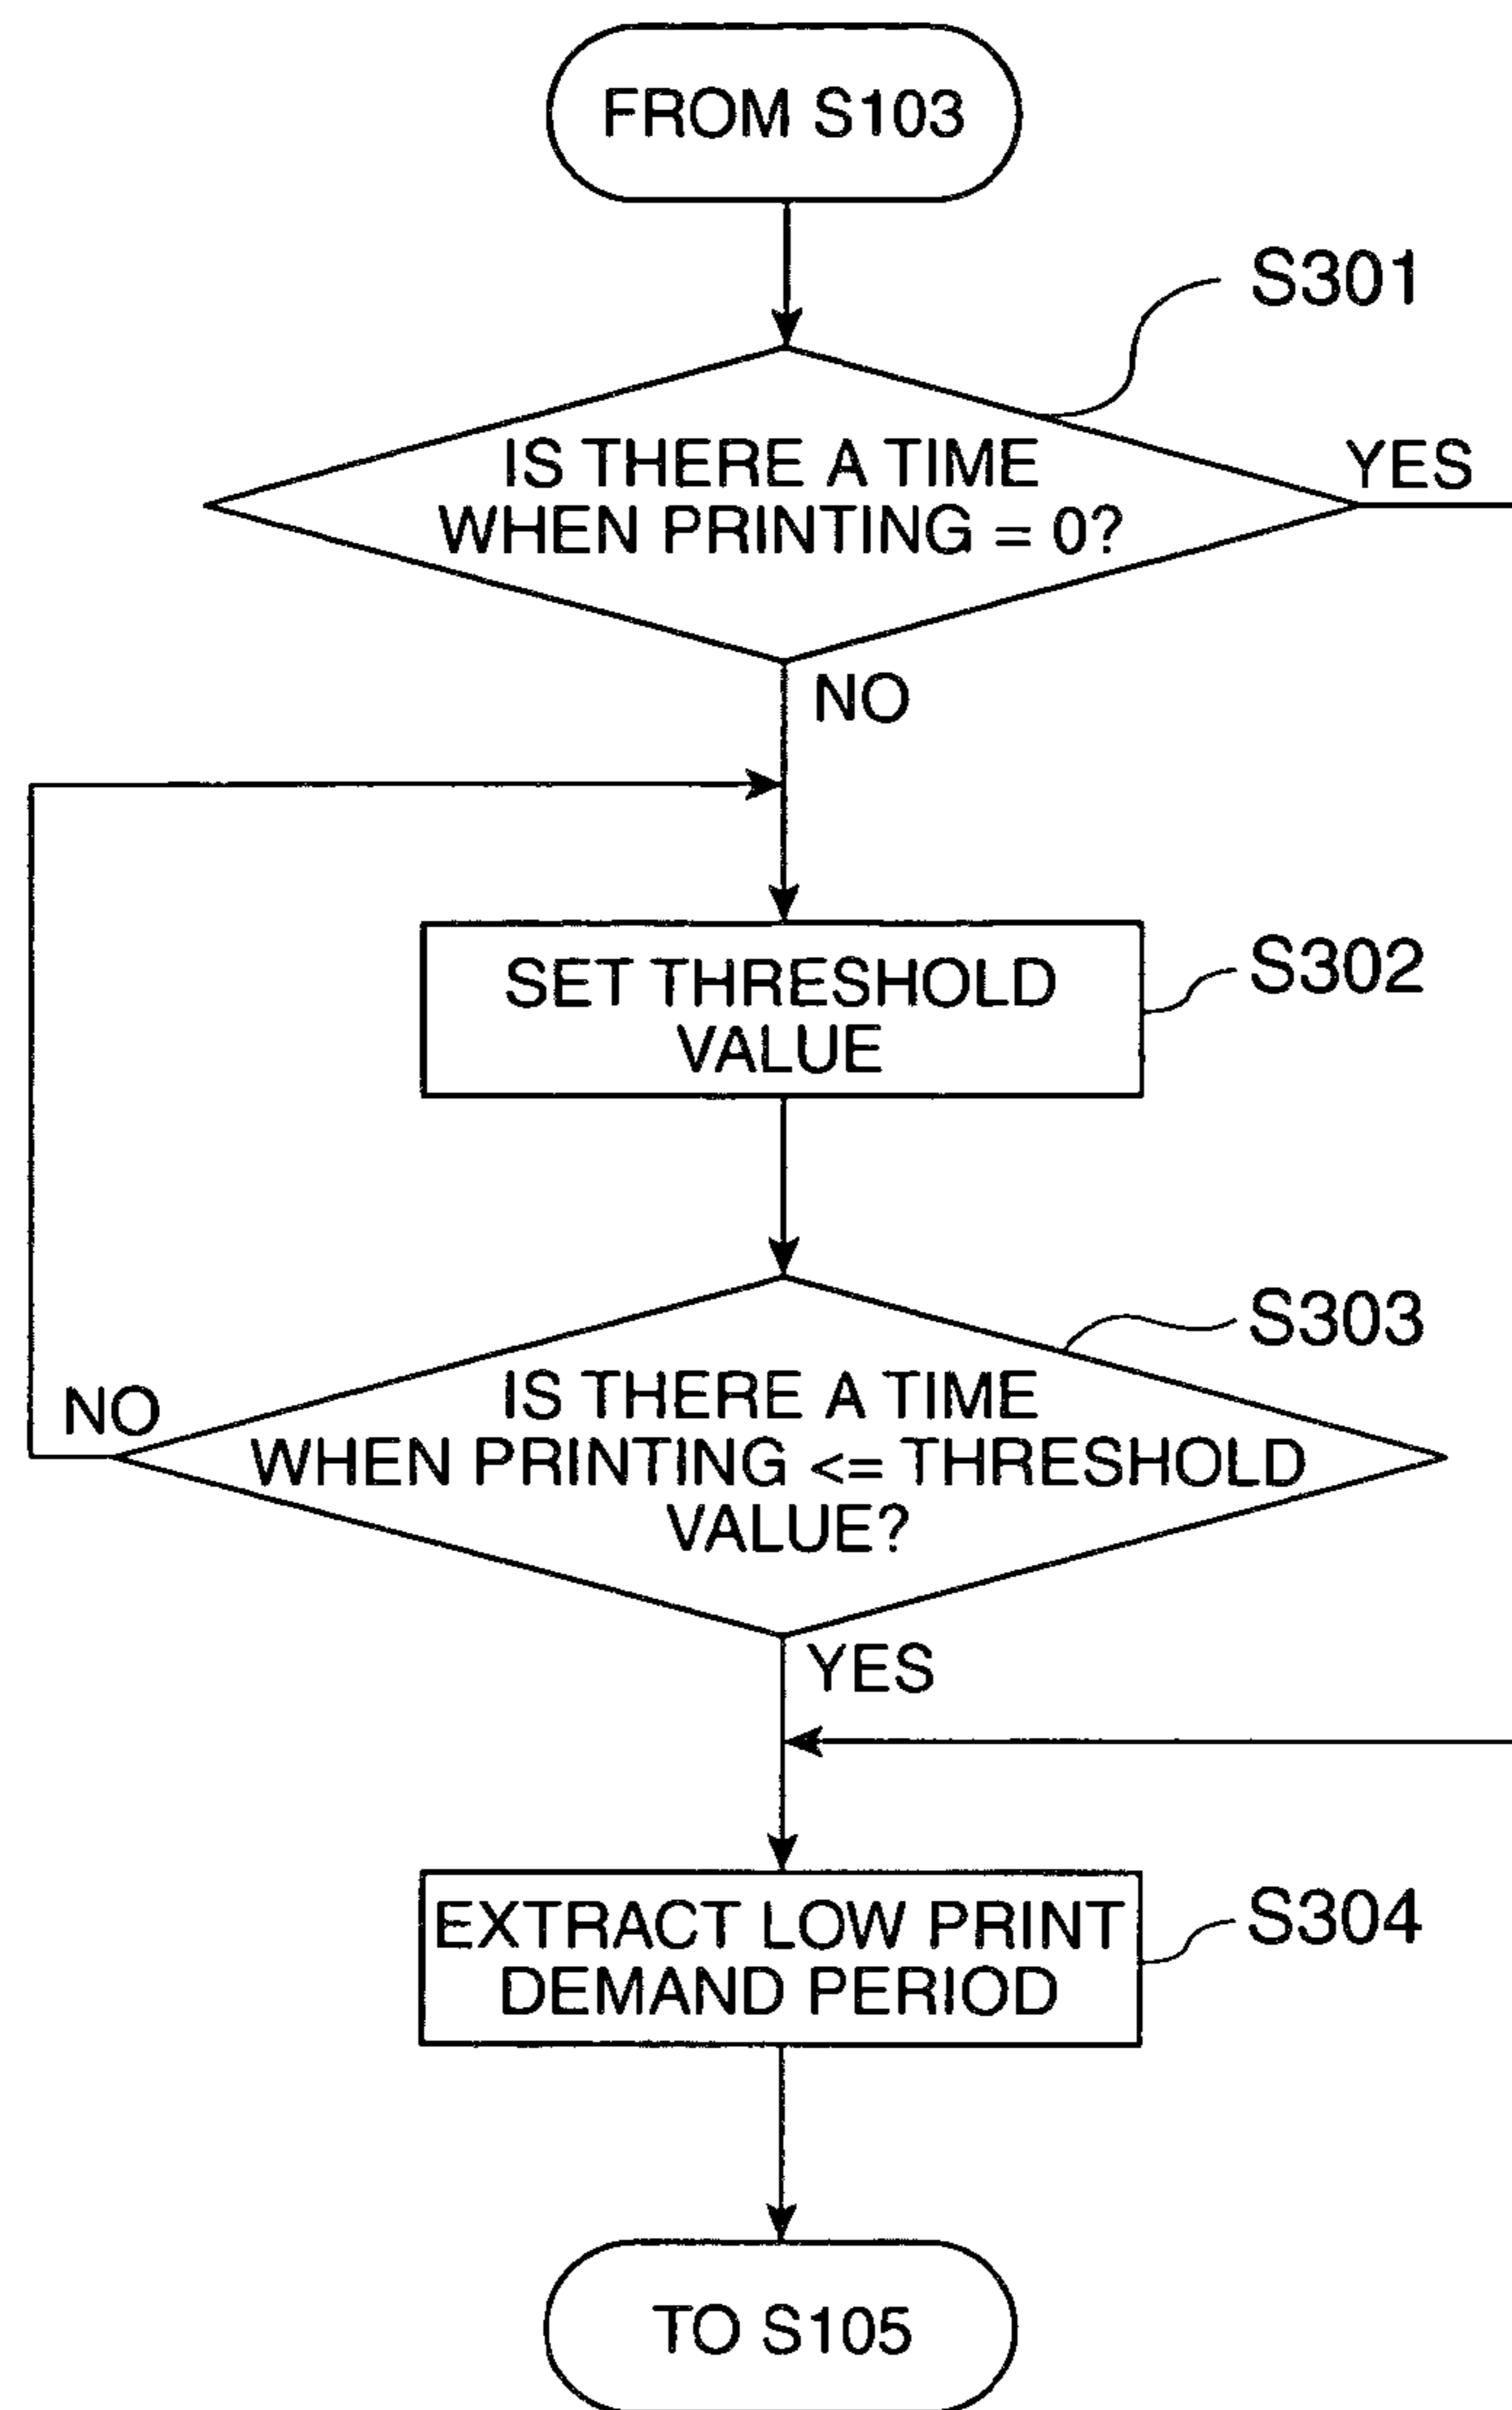 FROM S103
S301
IS THERE A TIME
WHEN PRINTING = 0?
YES
NO
SET THRESHOLD
VALUE
S302
S303
IS THERE A TIME
WHEN PRINTING <= THRESHOLD
VALUE?
NO
YES
EXTRACT LOW PRINT
DEMAND PERIOD
S304
TO S105